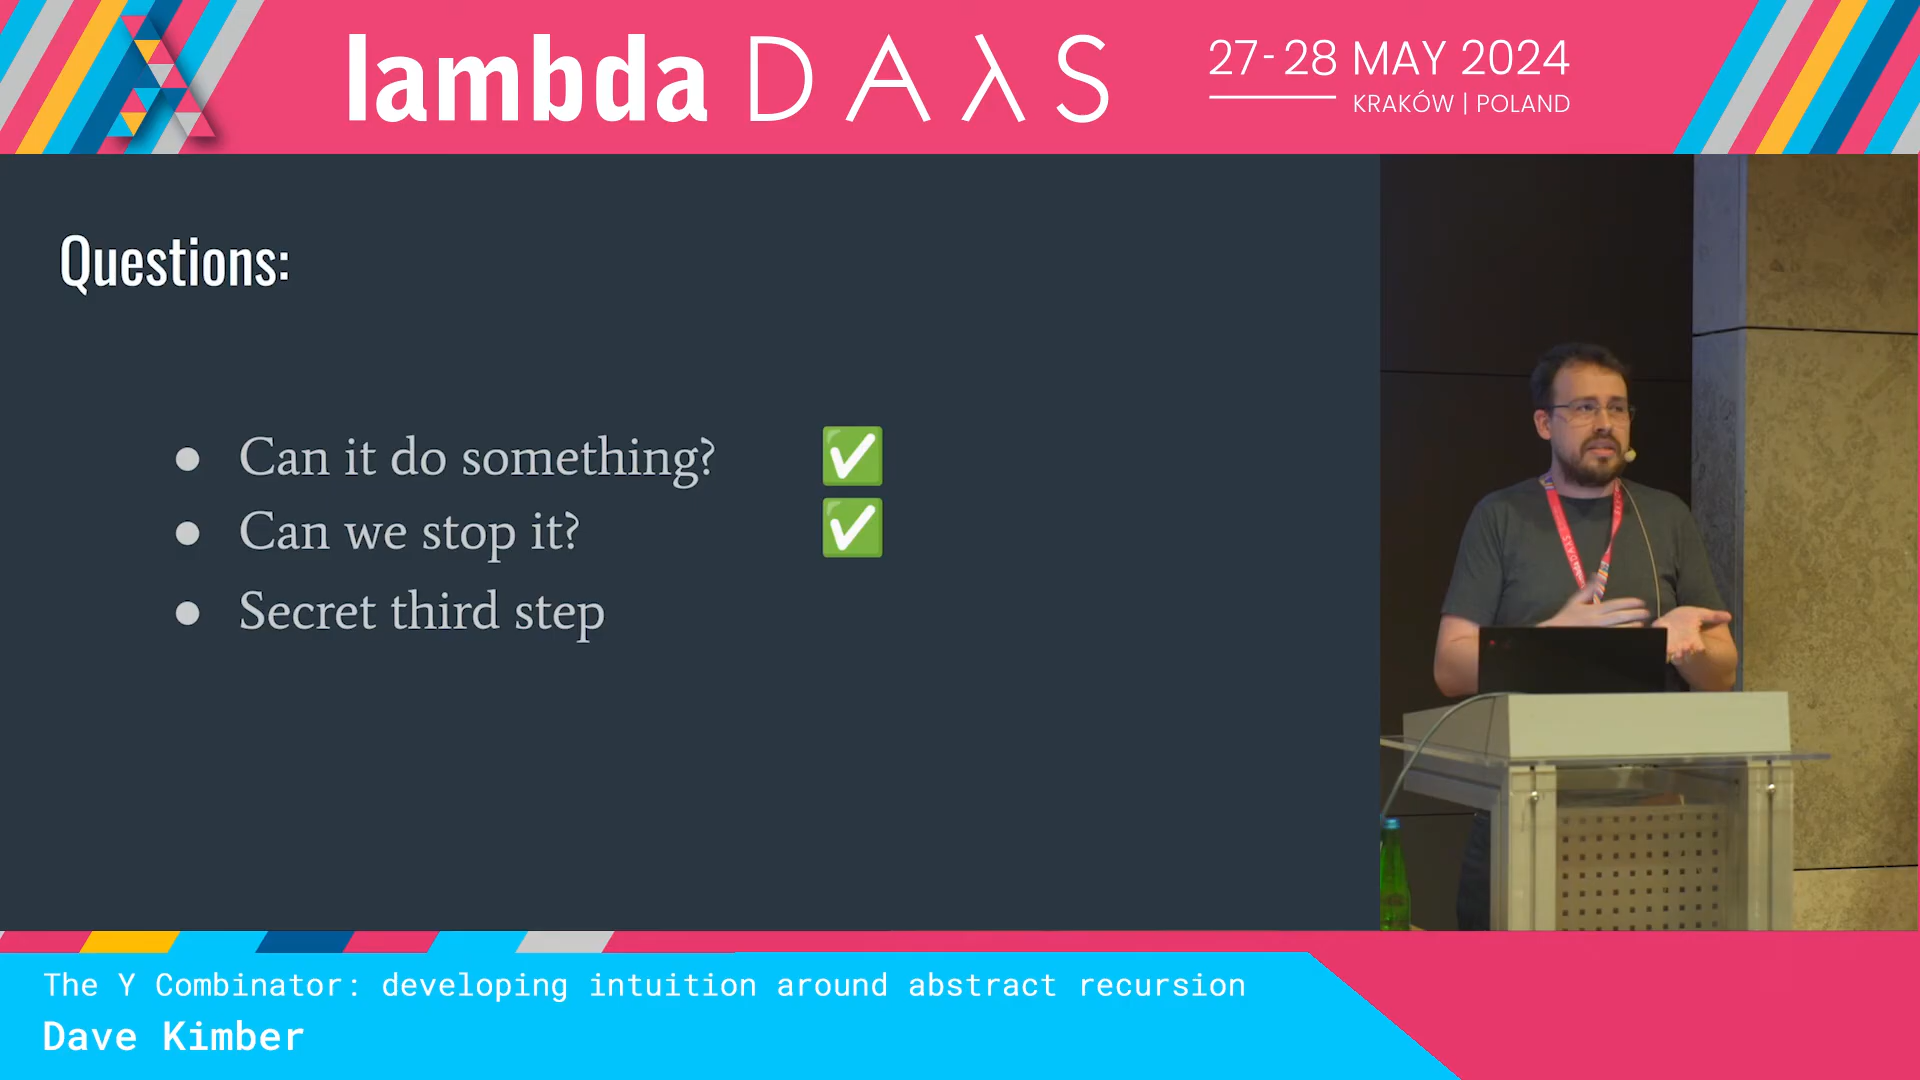 lambda DAλS
27-28 MAY 2024
KRAKÓW | POLAND
Questions:
● Can it do something? ✅
● Can we stop it? ✅
● Secret third step
The Y Combinator: developing intuition around abstract recursion
Dave Kimber